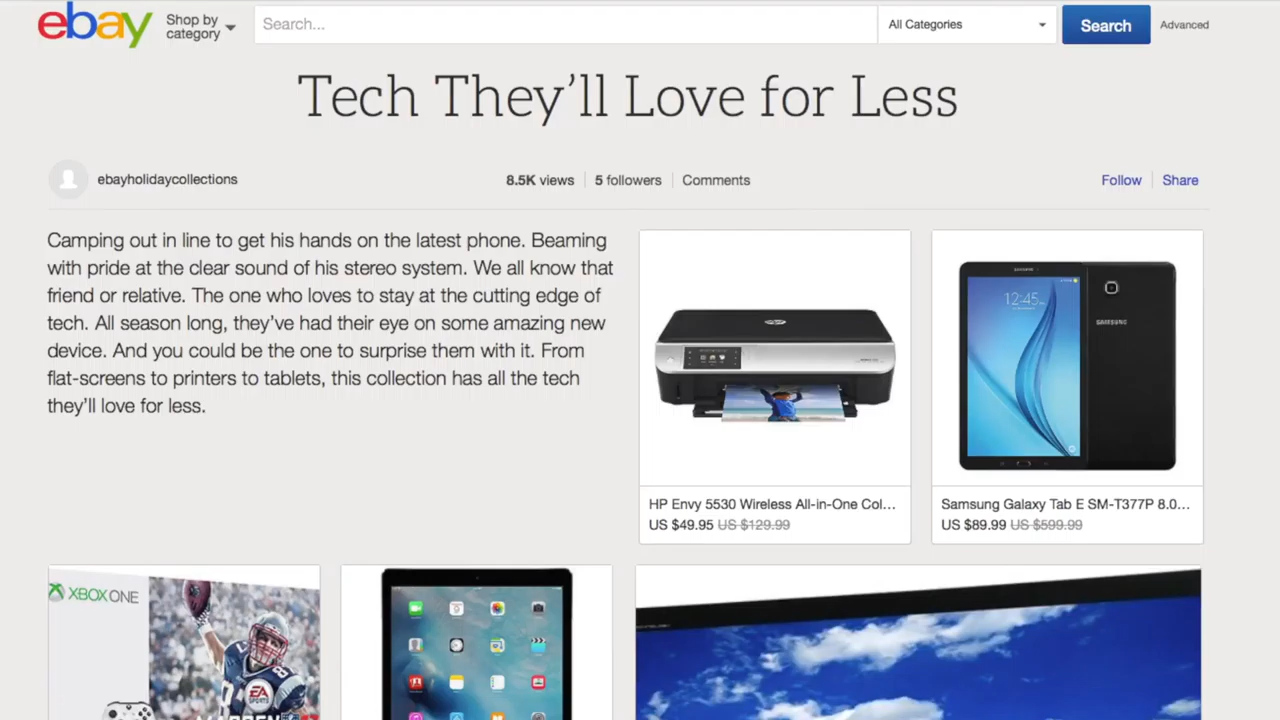 ebay
Shop by
category
Search...
All Categories
Search
Advanced
Tech They’ll Love for Less
ebayholidaycollections
8.5K views
5 followers
Comments
Follow
Share
Camping out in line to get his hands on the latest phone. Beaming
with pride at the clear sound of his stereo system. We all know that
friend or relative. The one who loves to stay at the cutting edge of
tech. All season long, they’ve had their eye on some amazing new
device. And you could be the one to surprise them with it. From
flat-screens to printers to tablets, this collection has all the tech
they’ll love for less.
hp
SAMSUNG
12:45
SAMSUNG
HP Envy 5530 Wireless All-in-One Col...
US $49.95 US $129.99
Samsung Galaxy Tab E SM-T377P 8.0...
US $89.99 US $599.99
XBOX ONE
EA
SPORTS
MADDEN